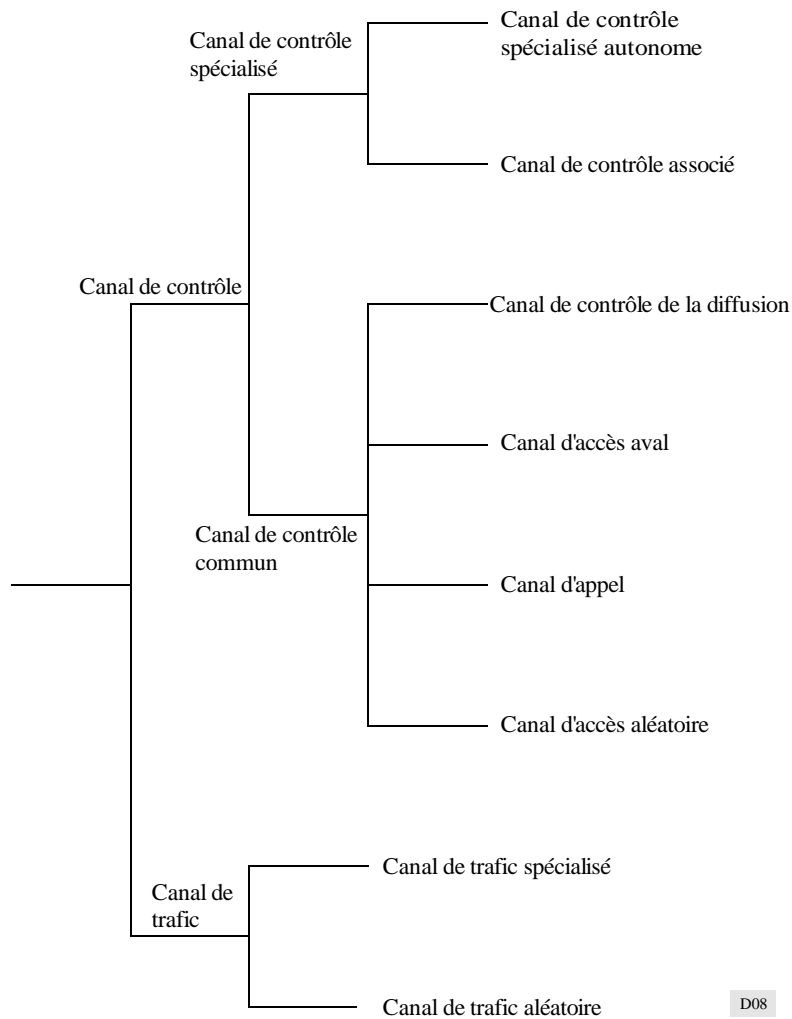 Canal de contrôle
spécialisé autonome
Canal de contrôle
spécialisé
Canal de contrôle associé
Canal de contrôle
Canal de contrôle de la diffusion
Canal d'accès aval
Canal de contrôle
commun
Canal d'appel
Canal d'accès aléatoire
Canal de trafic spécialisé
Canal de
trafic
Canal de trafic aléatoire
D08